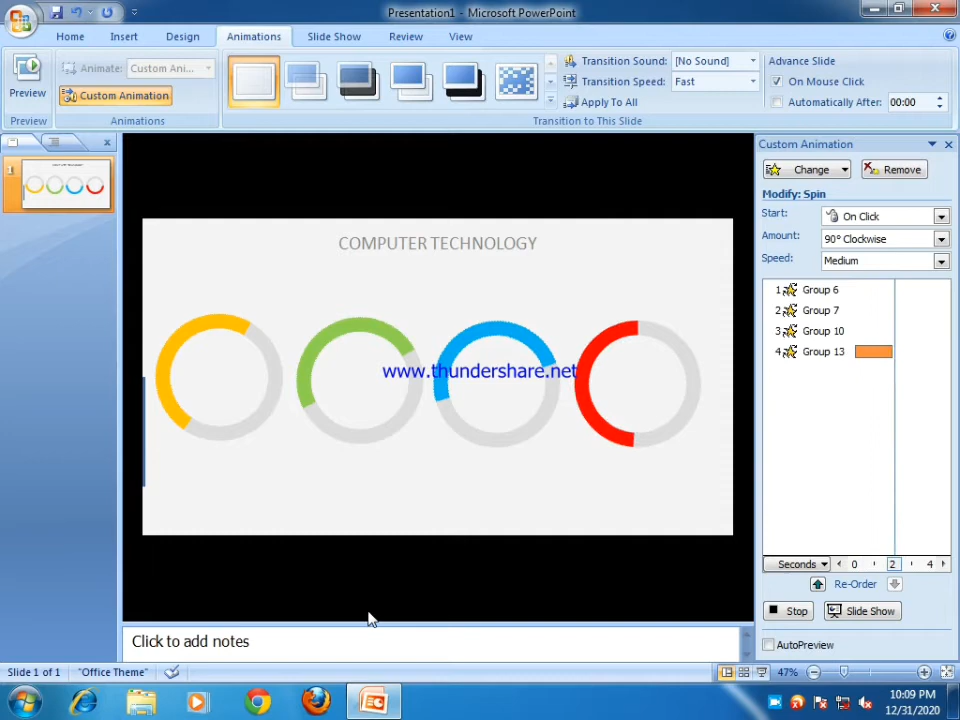 Presentation1 - Microsoft PowerPoint
Home Insert Design Animations Slide Show Review View
Preview
Animate: Custom Ani...
Custom Animation
Transition Sound: [No Sound]
Transition Speed: Fast
Apply To All
Advance Slide
On Mouse Click
Automatically After: 00:00
Preview Animations Transition to This Slide
1
COMPUTER TECHNOLOGY
www.thundershare.net
Custom Animation
Change Remove
Modify: Spin
Start: On Click
Amount: 90° Clockwise
Speed: Medium
1 Group 6
2 Group 7
3 Group 10
4 Group 13
Seconds 0 2 4
Re-Order
Stop Slide Show
AutoPreview
Click to add notes
Slide 1 of 1 "Office Theme" 47%
10:09 PM
12/31/2020